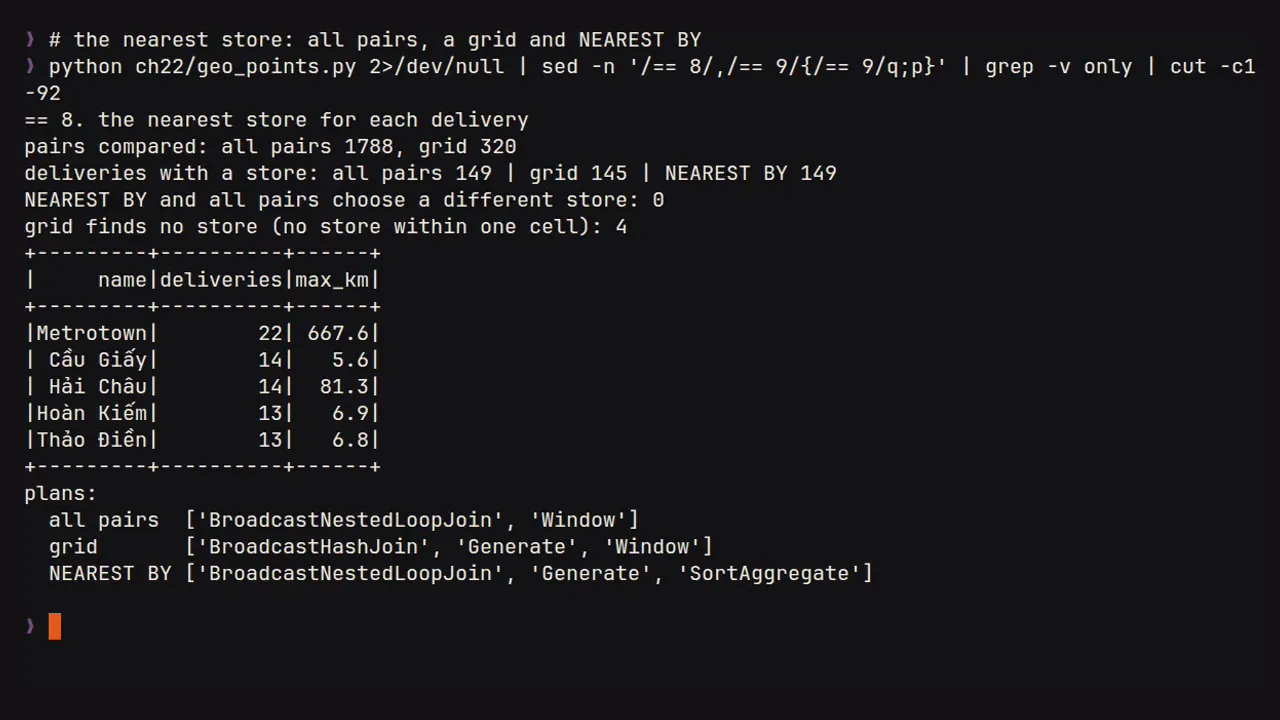 ❯ # the nearest store: all pairs, a grid and NEAREST BY
❯ python ch22/geo_points.py 2>/dev/null | sed -n '/== 8/,/== 9/{/== 9/q;p}' | grep -v only | cut -c1
-92
== 8. the nearest store for each delivery
pairs compared: all pairs 1788, grid 320
deliveries with a store: all pairs 149 | grid 145 | NEAREST BY 149
NEAREST BY and all pairs choose a different store: 0
grid finds no store (no store within one cell): 4
+---------+----------+------+
|     name|deliveries|max_km|
+---------+----------+------+
|Metrotown|        22| 667.6|
| Cầu Giấy|        14|   5.6|
| Hải Châu|        14|  81.3|
|Hoàn Kiếm|        13|   6.9|
|Thảo Điền|        13|   6.8|
+---------+----------+------+
plans:
  all pairs  ['BroadcastNestedLoopJoin', 'Window']
  grid       ['BroadcastHashJoin', 'Generate', 'Window']
  NEAREST BY ['BroadcastNestedLoopJoin', 'Generate', 'SortAggregate']
❯